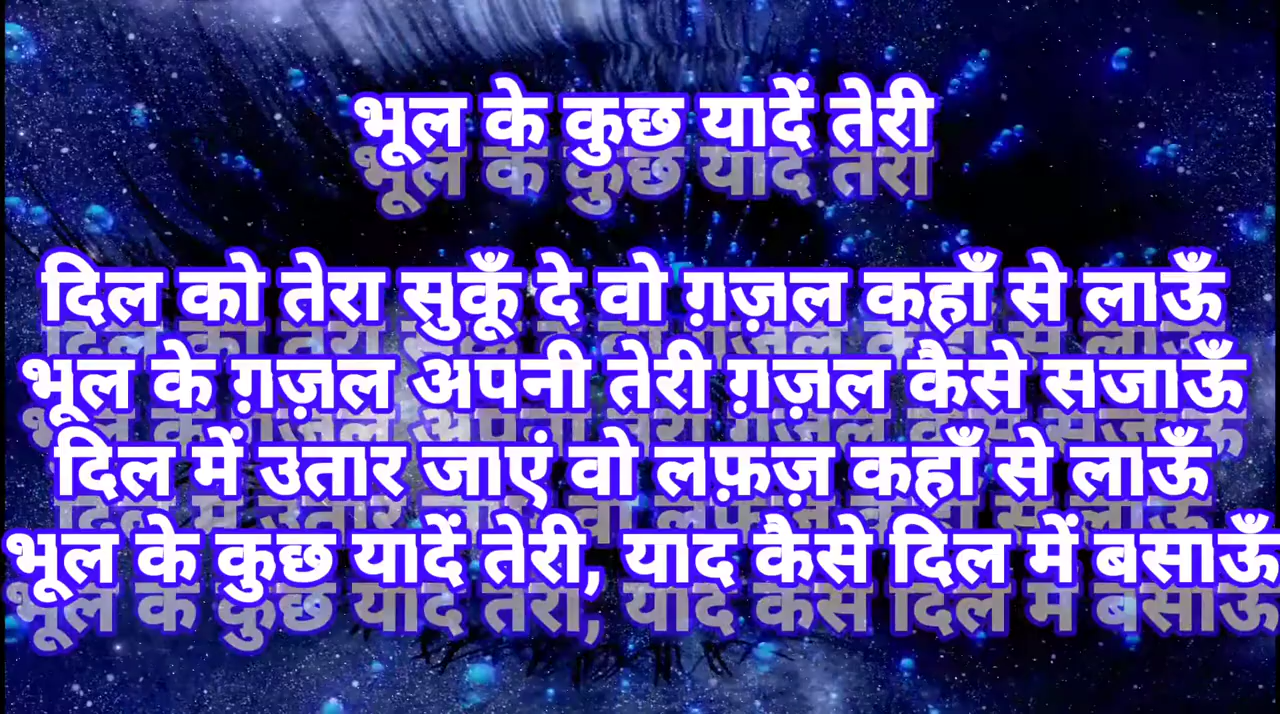 भूल के कुछ यादें तेरी
दिल को तेरा सुकूँ दे वो ग़ज़ल कहाँ से लाऊँ
भूल के ग़ज़ल अपनी तेरी ग़ज़ल कैसे सजाऊँ
दिल में उतार जाएं वो लफ़ज़ कहाँ से लाऊँ
भूल के कुछ यादें तेरी, याद कैसे दिल में बसाऊँ